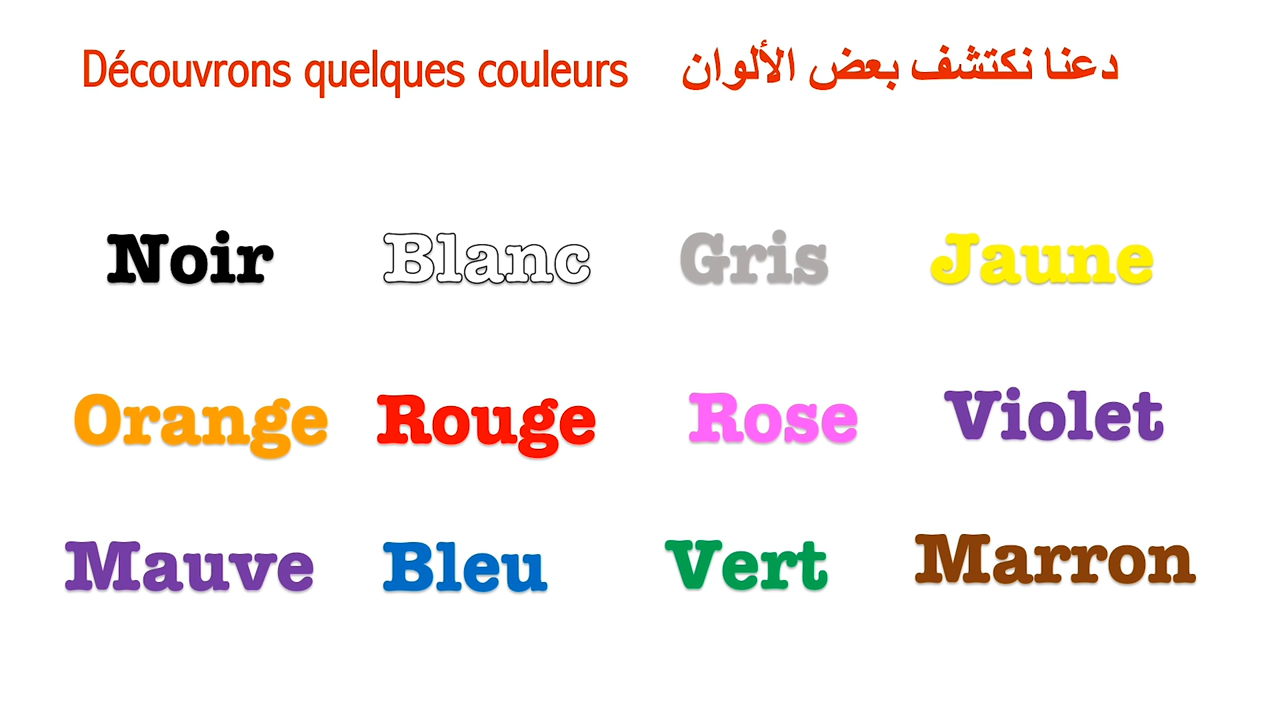 Découvrons quelques couleurs دعنا نكتشف بعض الألوان
Noir Blanc Gris Jaune
Orange Rouge Rose Violet
Mauve Bleu Vert Marron